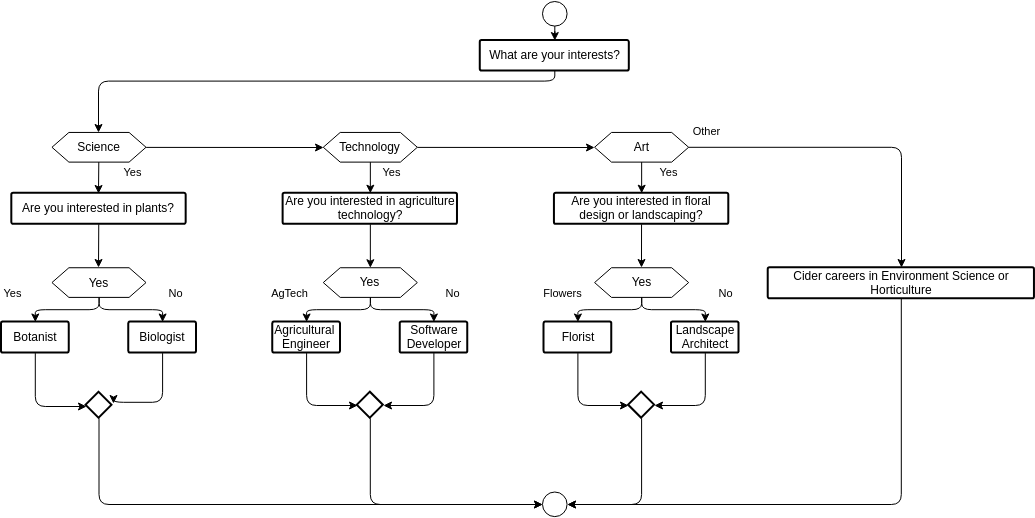 What are your interests?
Other
Science
Technology
Art
Yes
Yes
Yes
Are you interested in plants?
Are you interested in agriculture
technology?
Are you interested in floral
design or landscaping?
Cider careers in Environment Science or
Horticulture
Yes
Yes
Yes
Yes
No
AgTech
No
Flowers
No
Botanist
Biologist
Agricultural
Engineer
Software
Developer
Florist
Landscape
Architect